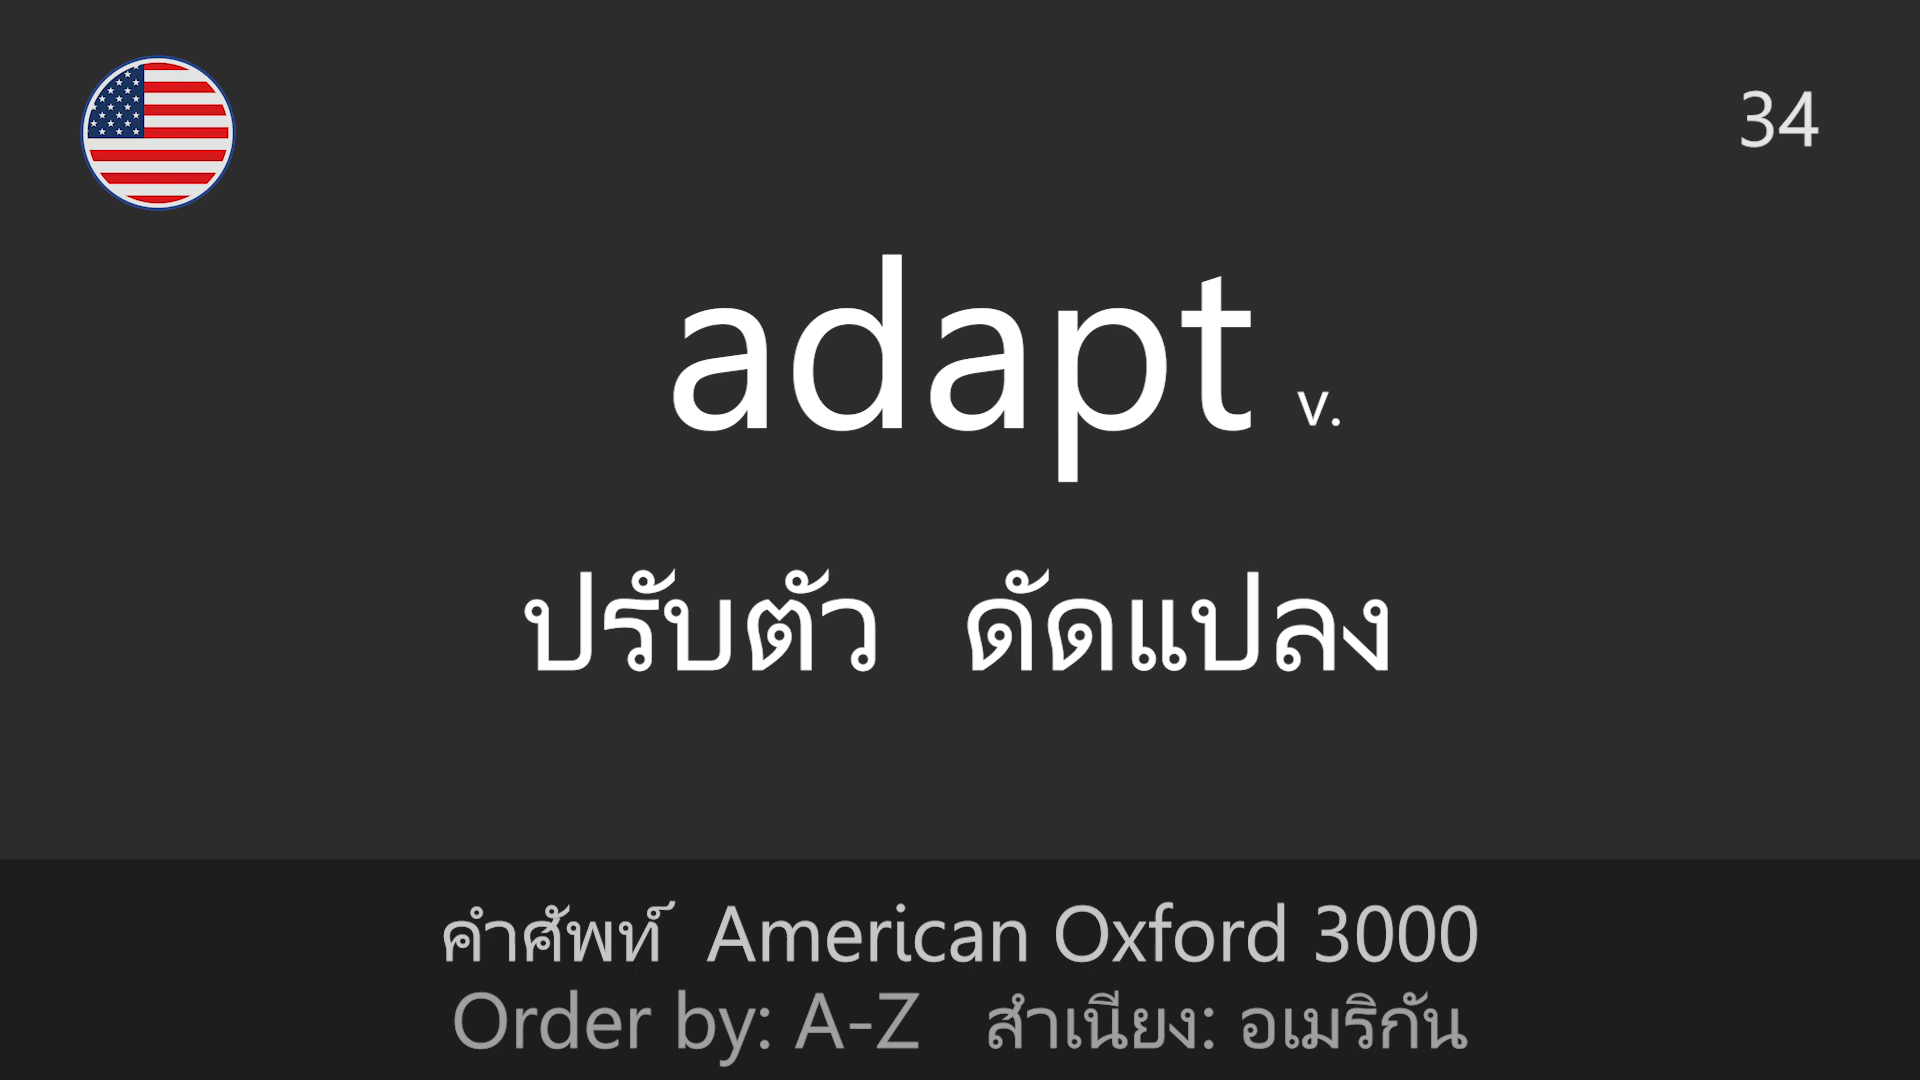 34
adapt v.
ปรับตัว ดัดแปลง
คำศัพท์ American Oxford 3000
Order by: A-Z สำเนียง: อเมริกัน